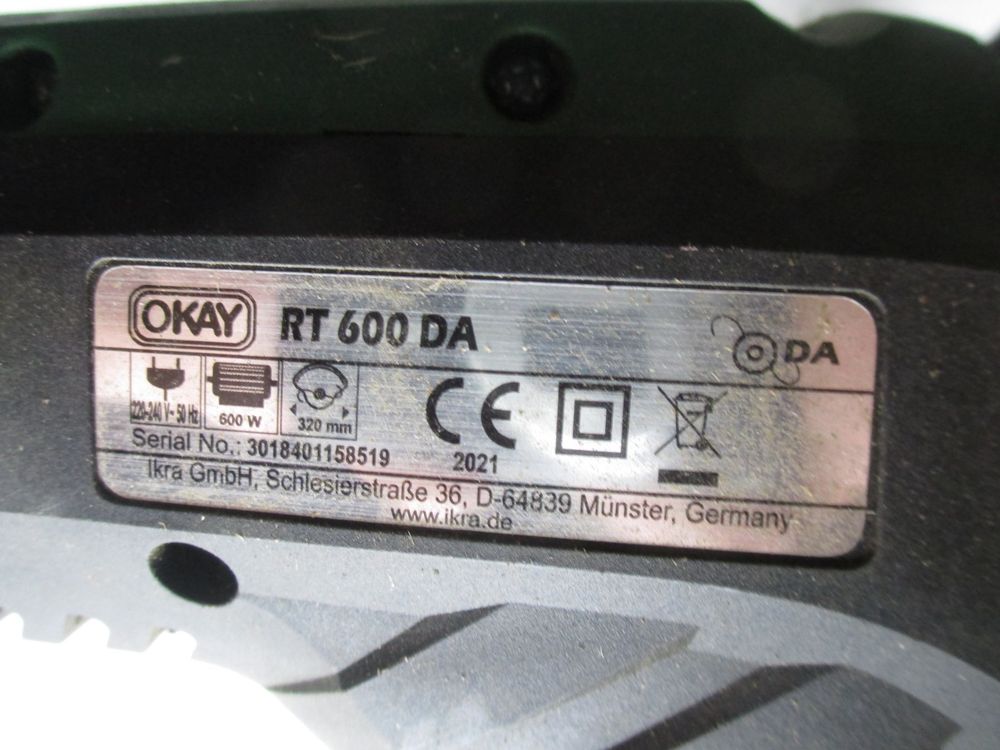 OKAY RT 600 DA
DA
220-240 V~ 50 Hz
600 W
320 mm
CE
Serial No.: 3018401158519
2021
Ikra GmbH, Schlesierstraße 36, D-64839 Münster, Germany
www.ikra.de